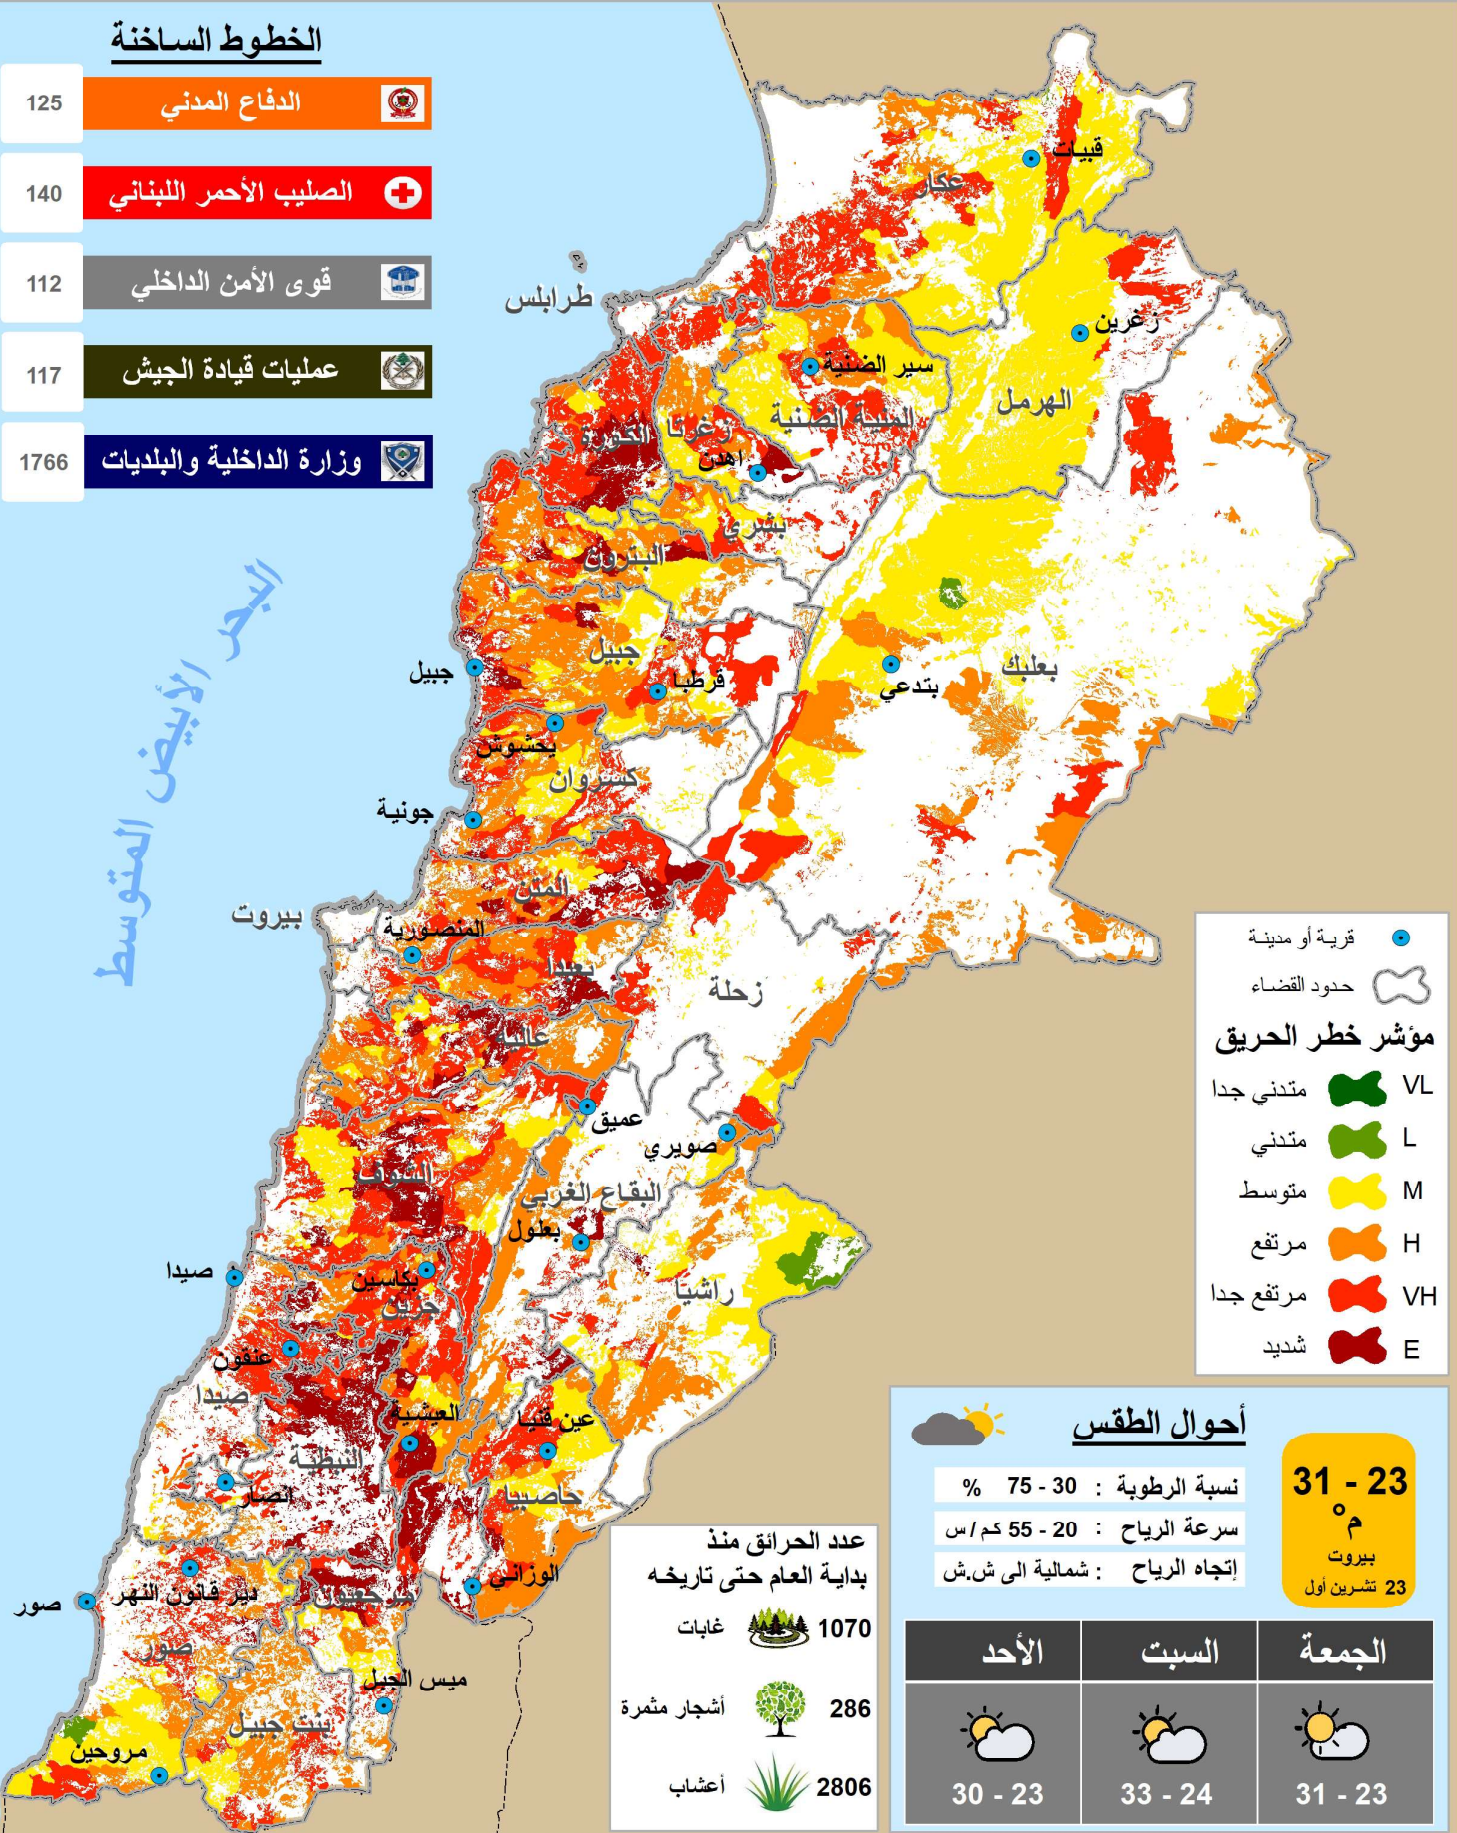 الخطوط الساخنة
الدفاع المدني
125
الصليب الأحمر اللبناني
140
قوى الأمن الداخلي
112
عمليات قيادة الجيش
117
وزارة الداخلية والبلديات
1766
البحر الأبيض المتوسط
قبيات
عكار
طرابلس
زغرين
سير الضنية
الهرمل
المنية الضنية
زغرتا
الكورة
اهدن
بشري
البترون
جبيل
جبيل
قرطبا
بتدعي
بعلبك
يحشوش
كسروان
جونية
المتن
بيروت
المنصورية
بعبدا
زحلة
عاليه
عميق
صويري
الشوف
البقاع الغربي
بعلول
صيدا
بكاسين
جزين
راشيا
عنقون
صيدا
العيشية
عين قنيا
النبطية
انصار
حاصبيا
الوزاني
دير قانون النهر
مرجعيون
صور
صور
ميس الجبل
بنت جبيل
مروحين
قرية أو مدينة
حدود القضاء
مؤشر خطر الحريق
VL متدني جدا
L متدني
M متوسط
H مرتفع
VH مرتفع جدا
E شديد
أحوال الطقس
نسبة الرطوبة : 30 - 75 %
سرعة الرياح : 20 - 55 كم / س
إتجاه الرياح : شمالية الى ش.ش
23 - 31
م°
بيروت
23 تشرين أول
الجمعة السبت الأحد
23 - 31 24 - 33 23 - 30
عدد الحرائق منذ
بداية العام حتى تاريخه
1070 غابات
286 أشجار مثمرة
2806 أعشاب